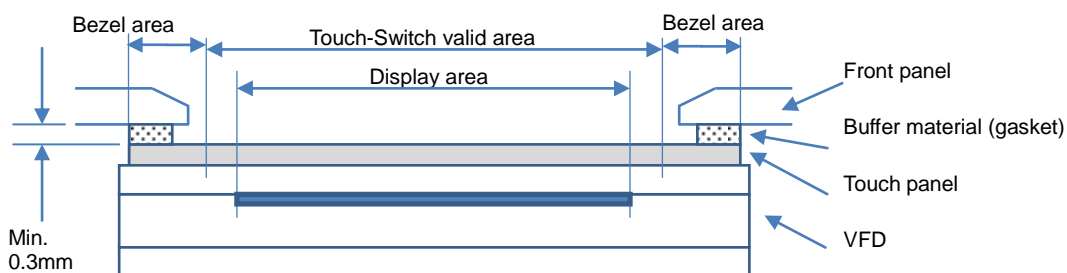 Bezel area
Bezel area
Touch-Switch valid area
Display area
Front panel
Buffer material (gasket)
Touch panel
VFD
Min.
0.3mm